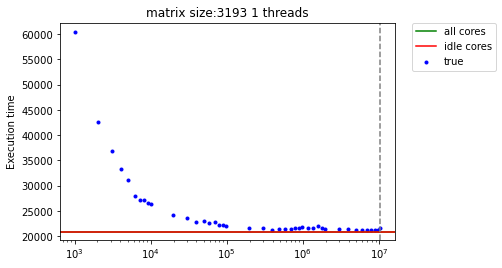 matrix size:3193 1 threads
Execution time
60000
55000
50000
45000
40000
35000
30000
25000
20000
10³
10⁴
10⁵
10⁶
10⁷
all cores
idle cores
true